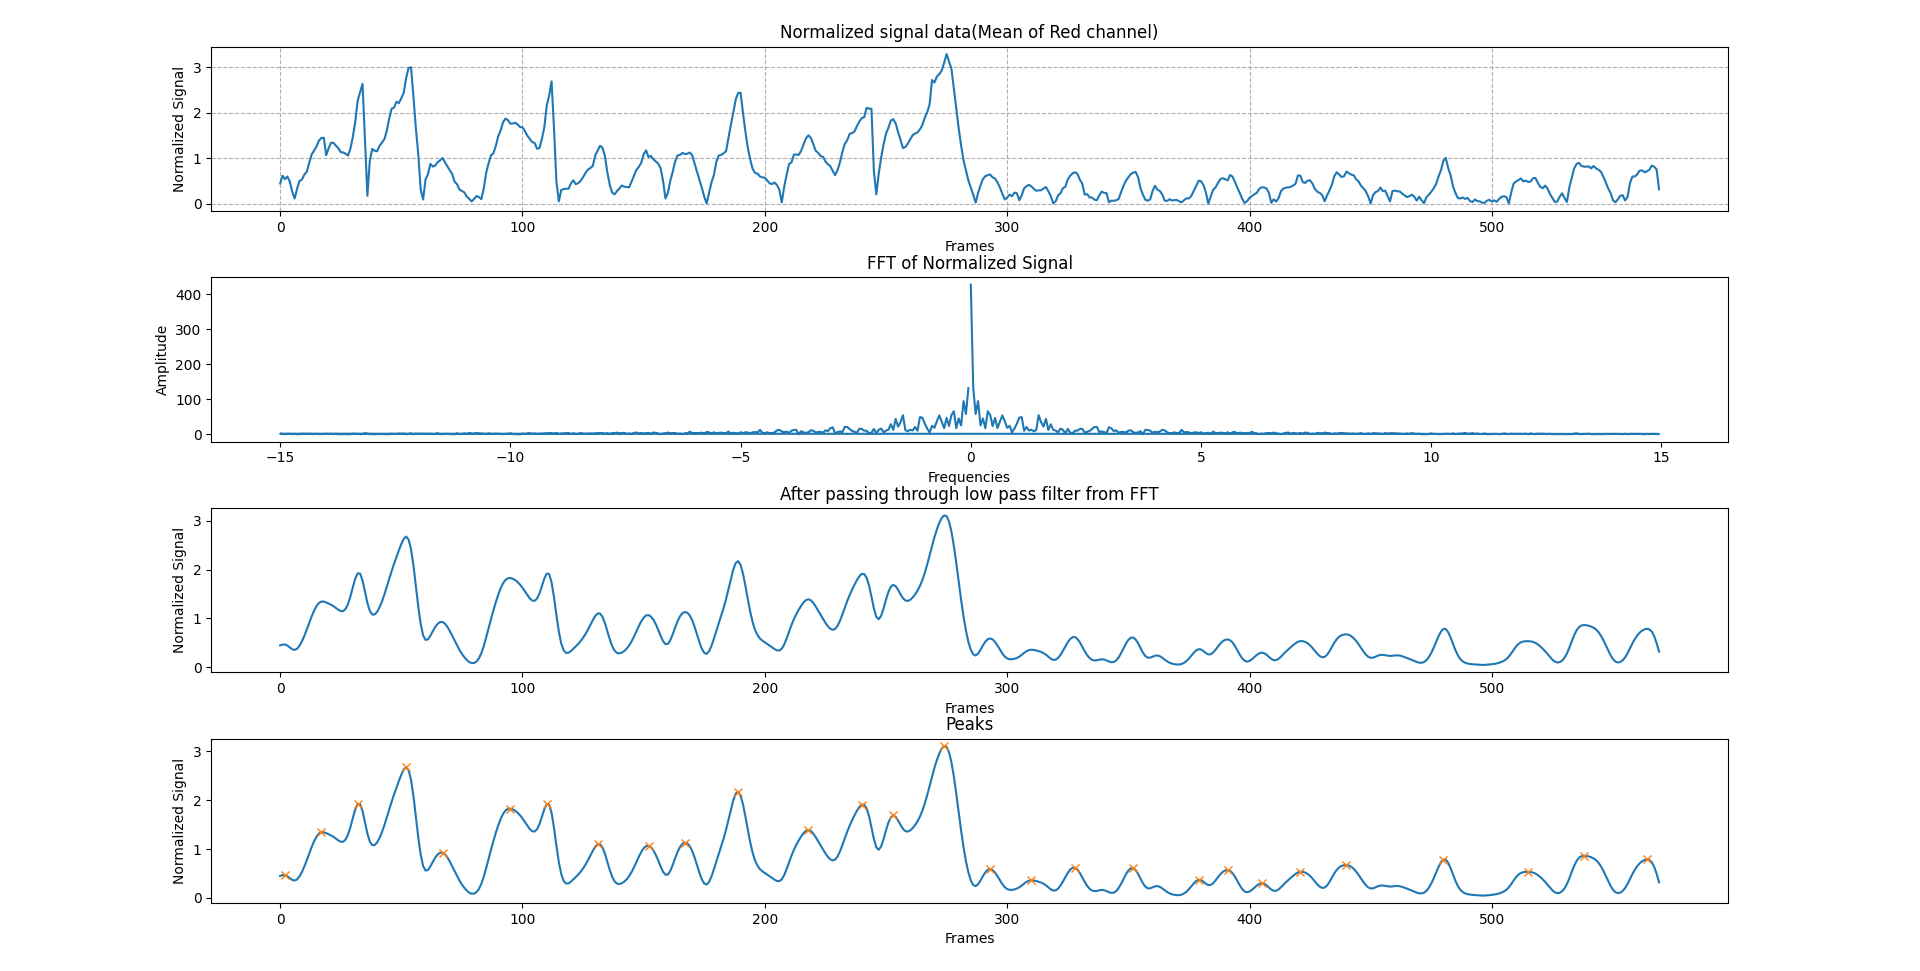 Normalized signal data(Mean of Red channel)
Normalized Signal
3
2
1
0
0 100 200 300 400 500
Frames
FFT of Normalized Signal
Amplitude
400
300
200
100
0
−15 −10 −5 0 5 10 15
Frequencies
After passing through low pass filter from FFT
Normalized Signal
3
2
1
0
0 100 200 300 400 500
Frames
Peaks
Normalized Signal
3
2
1
0
0 100 200 300 400 500
Frames